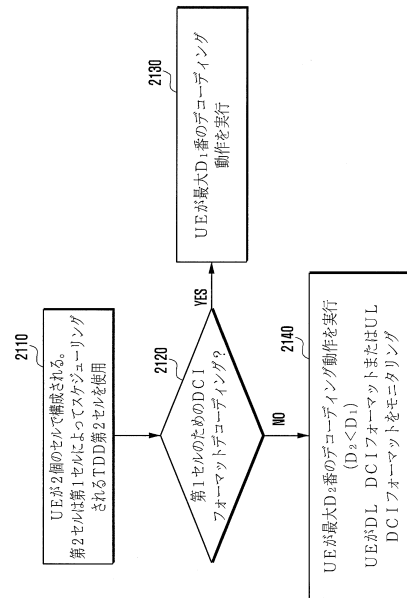 2110
UEが2個のセルで構成される。
第2セルは第1セルによってスケジューリング
されるTDD第2セルを使用
2120
第1セルのためのDCI
フォーマットデコーディング?
YES
2130
UEが最大D1番のデコーディング
動作を実行
NO
2140
UEが最大D2番のデコーディング動作を実行
(D2<D1)
UEがDL DCIフォーマットまたはUL
DCIフォーマットをモニタリング